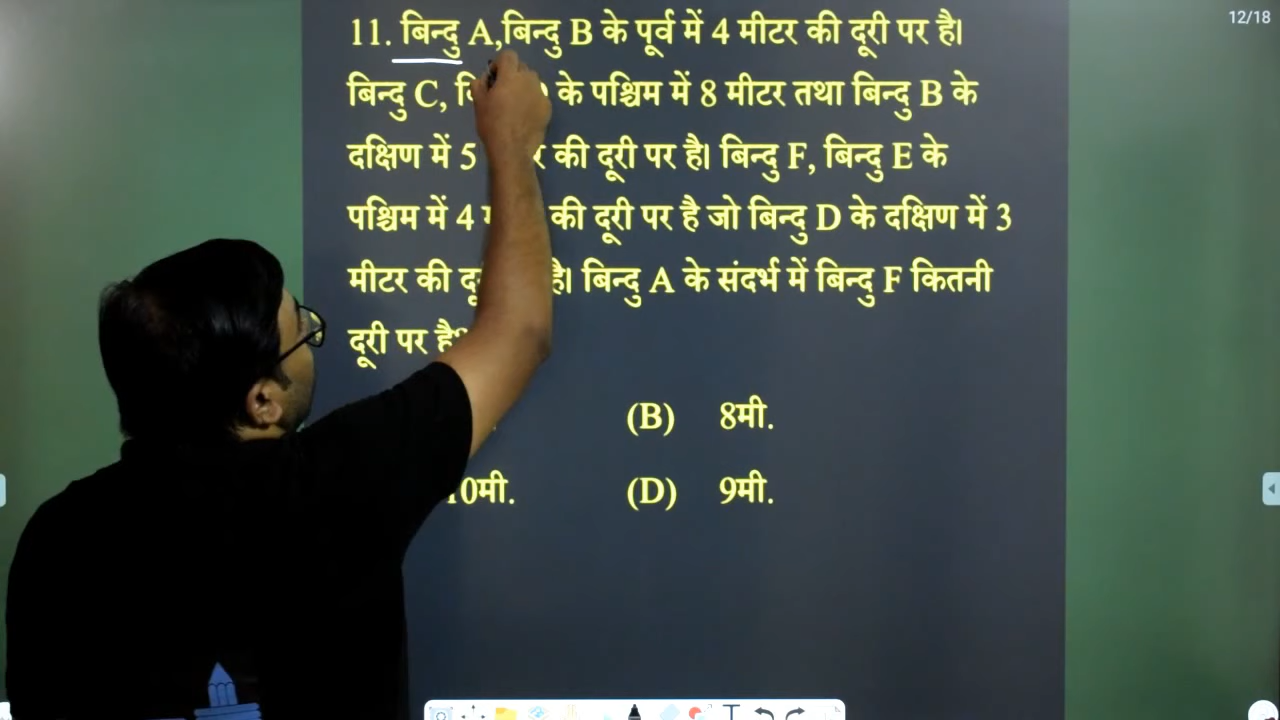 12/18
11. बिन्दु A,बिन्दु B के पूर्व में 4 मीटर की दूरी पर है।
बिन्दु C, के पश्चिम में 8 मीटर तथा बिन्दु B के
दक्षिण में 5 की दूरी पर है। बिन्दु F, बिन्दु E के
पश्चिम में 4 की दूरी पर है जो बिन्दु D के दक्षिण में 3
मीटर की है। बिन्दु A के संदर्भ में बिन्दु F कितनी
दूरी पर है
(B) 8मी.
10मी. (D) 9मी.